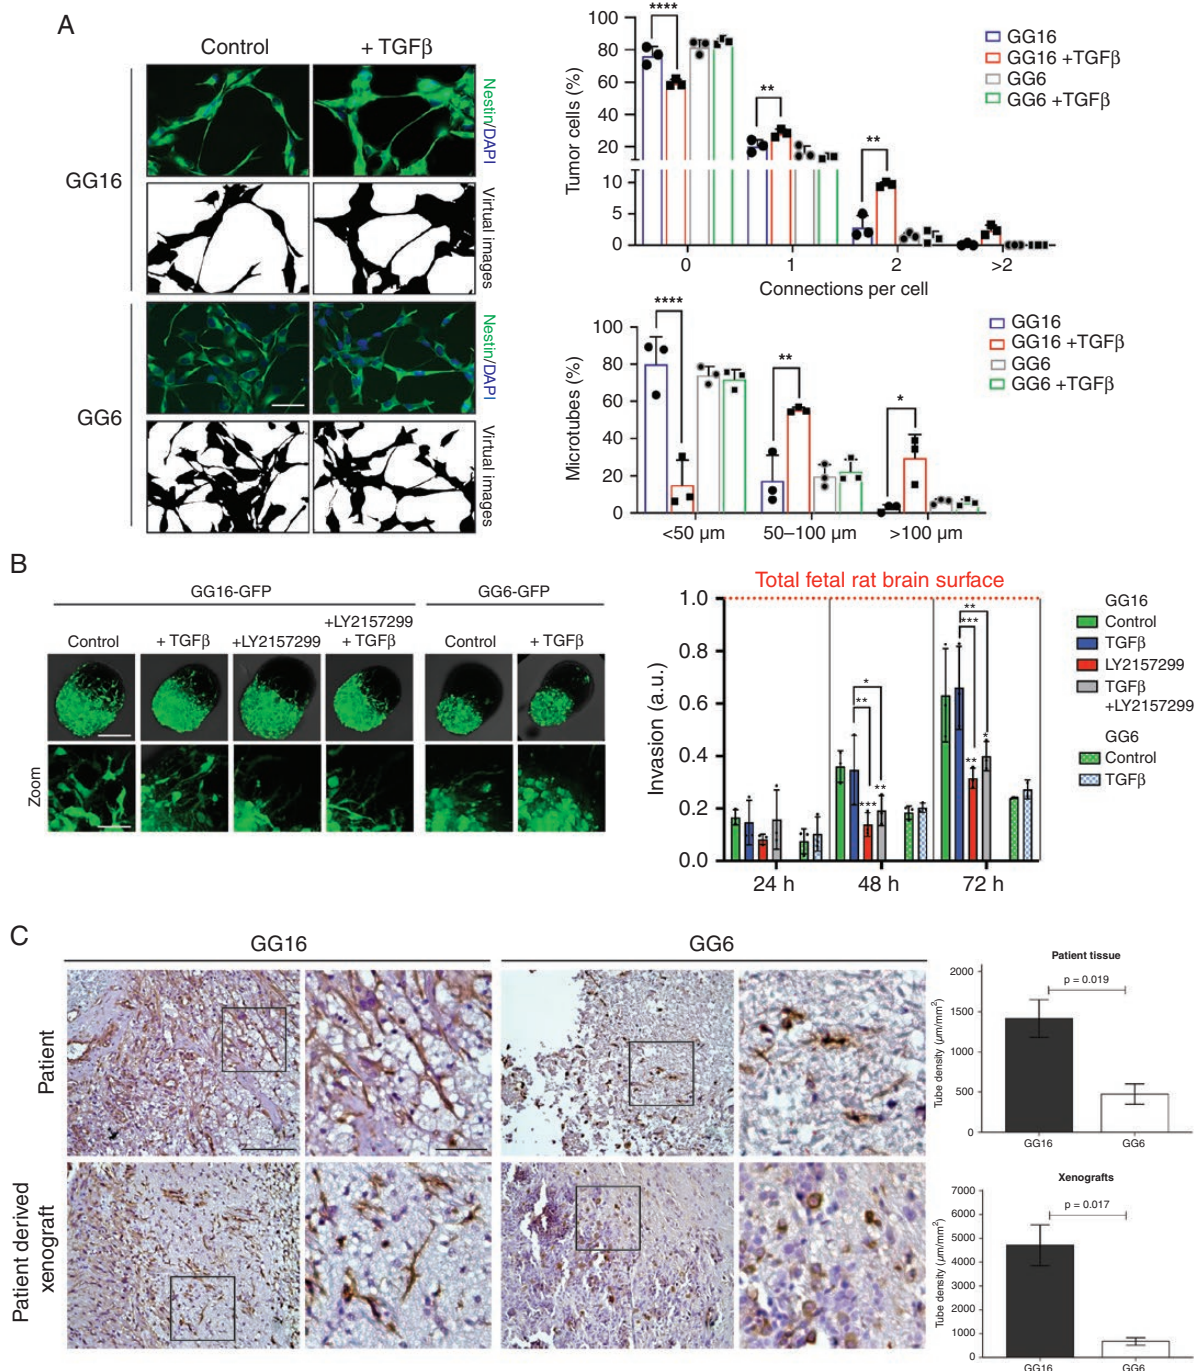 A
Control
+ TGFβ
GG16
Nestin/DAPI
Virtual images
GG6
Nestin/DAPI
Virtual images
Tumor cells (%)
100
80
60
40
20
10
5
0
****
**
**
0
1
2
>2
Connections per cell
GG16
GG16 +TGFβ
GG6
GG6 +TGFβ
Microtubes (%)
100
80
60
40
20
0
****
**
*
<50 µm
50–100 µm
>100 µm
GG16
GG16 +TGFβ
GG6
GG6 +TGFβ
B
GG16-GFP
GG6-GFP
Control
+ TGFβ
+LY2157299
+LY2157299
+ TGFβ
Control
+ TGFβ
Zoom
Total fetal rat brain surface
Invasion (a.u.)
1.0
0.8
0.6
0.4
0.2
0.0
*
**
***
**
**
***
**
*
24 h
48 h
72 h
GG16
Control
TGFβ
LY2157299
TGFβ
+LY2157299
GG6
Control
TGFβ
C
GG16
GG6
Patient
Patient derived
xenograft
Patient tissue
Tube density (µm/mm²)
2000
1500
1000
500
0
p = 0.019
GG16
GG6
Xenografts
Tube density (µm/mm²)
7000
6000
5000
4000
3000
2000
1000
0
p = 0.017
GG16
GG6